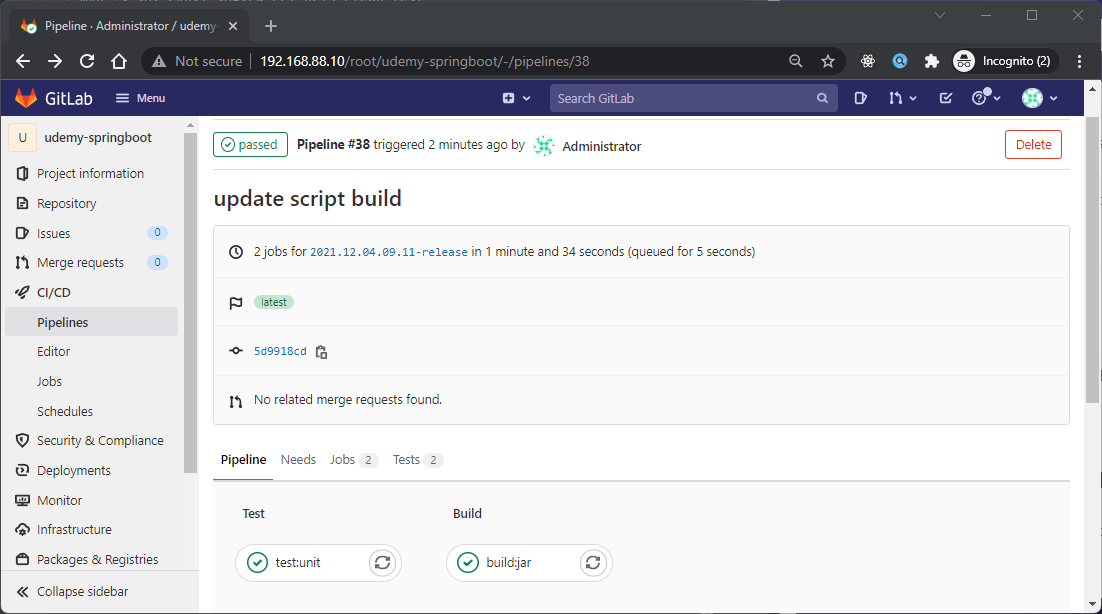 Pipeline · Administrator / udemy-
Not secure 192.168.88.10/root/udemy-springboot/-/pipelines/38 Incognito (2)
GitLab Menu Search GitLab
U udemy-springboot
Project information
Repository
Issues 0
Merge requests 0
CI/CD
Pipelines
Editor
Jobs
Schedules
Security & Compliance
Deployments
Monitor
Infrastructure
Packages & Registries
Collapse sidebar
passed Pipeline #38 triggered 2 minutes ago by Administrator Delete
update script build
2 jobs for 2021.12.04.09.11-release in 1 minute and 34 seconds (queued for 5 seconds)
latest
5d9918cd
No related merge requests found.
Pipeline Needs Jobs 2 Tests 2
Test Build
test:unit build:jar